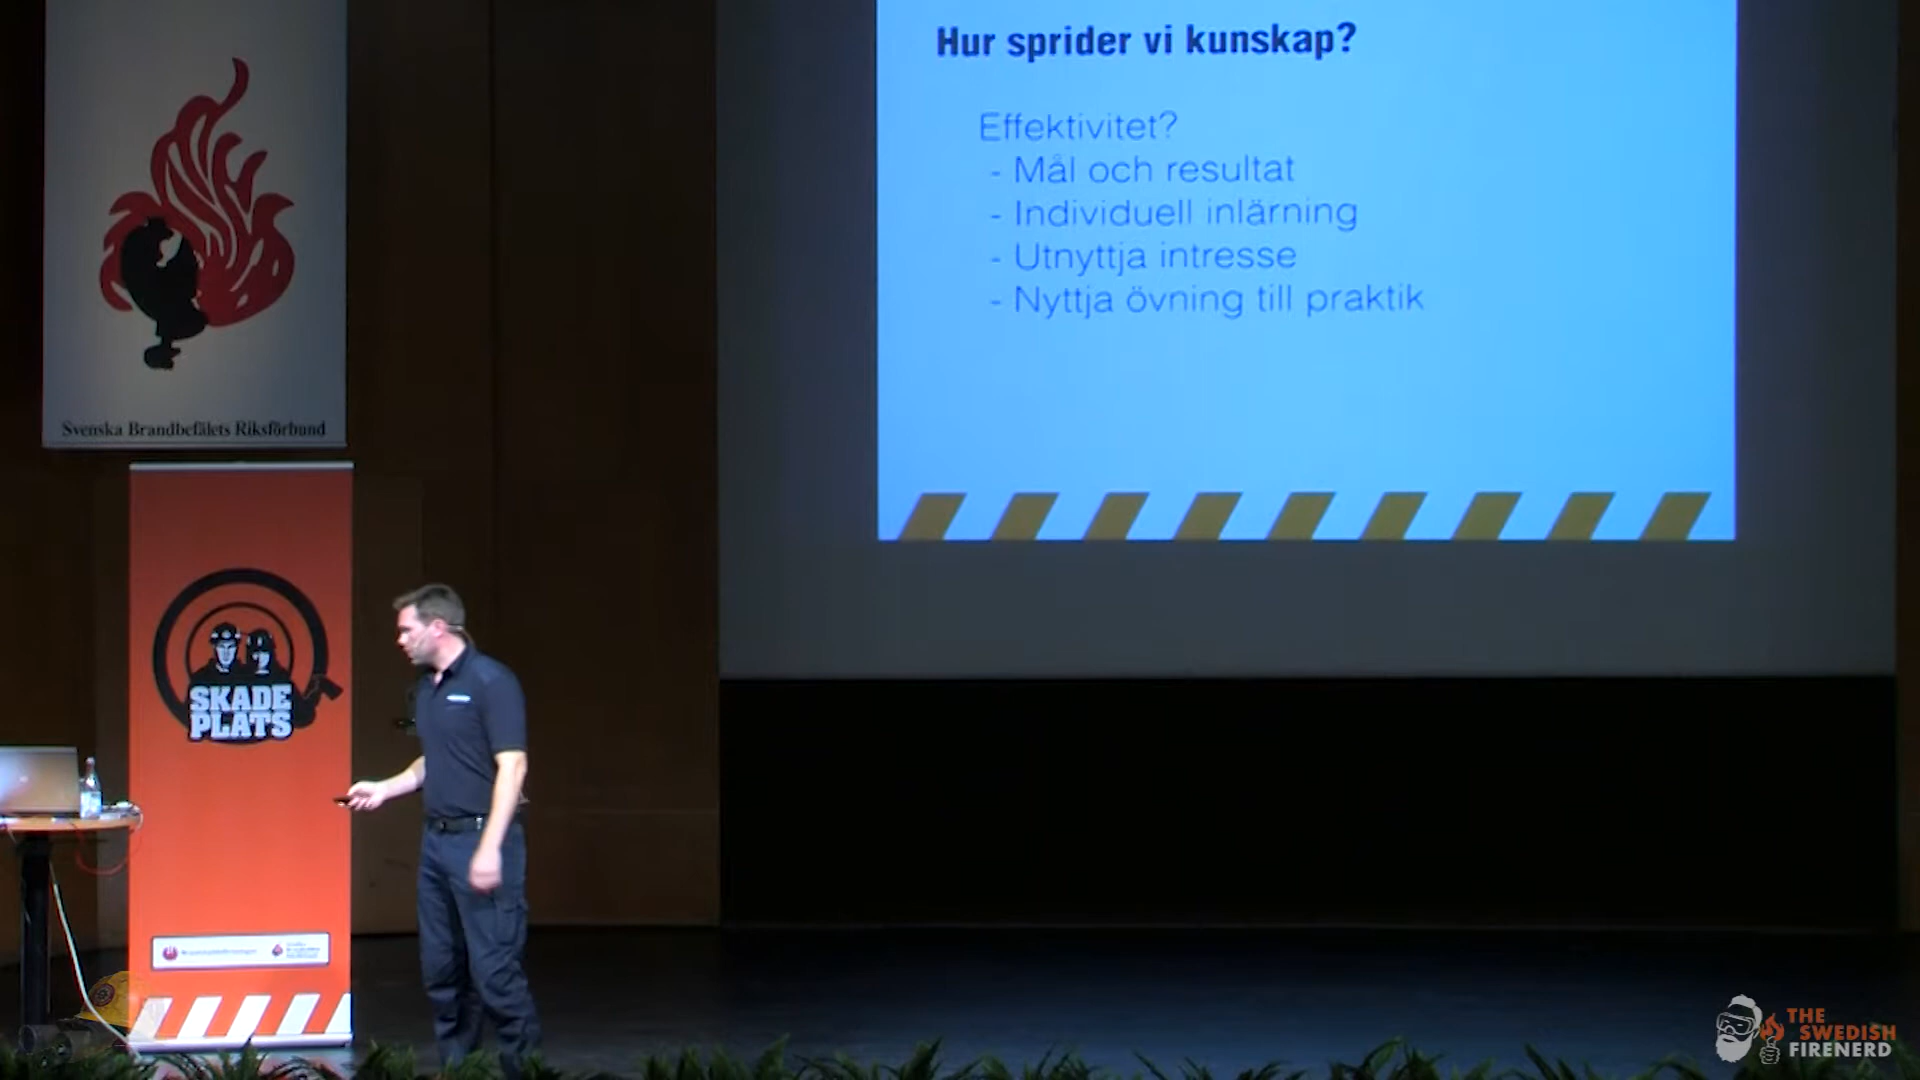 Hur sprider vi kunskap?
Effektivitet?
- Mål och resultat
- Individuell inlärning
- Utnyttja intresse
- Nyttja övning till praktik
Svenska Brandbefälets Riksförbund
SKADE
PLATS
THE
SWEDISH
FIRENERD